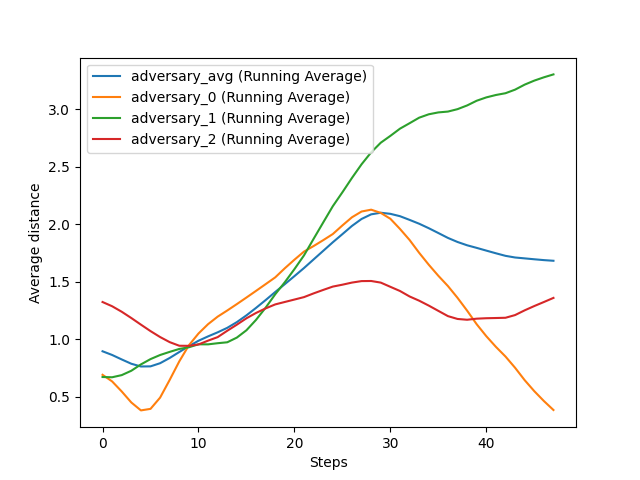 adversary_avg (Running Average)
adversary_0 (Running Average)
adversary_1 (Running Average)
adversary_2 (Running Average)
3.0
2.5
2.0
1.5
1.0
0.5
Average distance
0 10 20 30 40
Steps